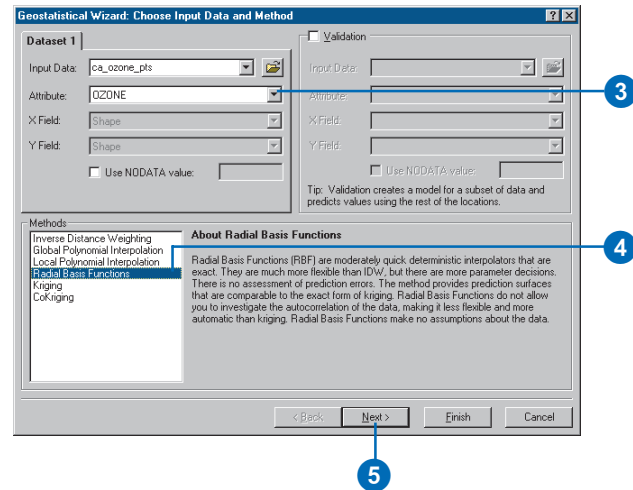 Geostatistical Wizard: Choose Input Data and Method
Dataset 1
Input Data: ca_ozone_pts
Attribute: OZONE
X Field: Shape
Y Field: Shape
Use NODATA value:
Validation
Input Data:
Attribute:
X Field:
Y Field:
Use NODATA value:
Tip: Validation creates a model for a subset of data and
predicts values using the rest of the locations.
3
Methods
Inverse Distance Weighting
Global Polynomial Interpolation
Local Polynomial Interpolation
Radial Basis Functions
Kriging
CoKriging
About Radial Basis Functions
Radial Basis Functions (RBF) are moderately quick deterministic interpolators that are
exact. They are much more flexible than IDW, but there are more parameter decisions.
There is no assessment of prediction errors. The method provides prediction surfaces
that are comparable to the exact form of kriging. Radial Basis Functions do not allow
you to investigate the autocorrelation of the data, making it less flexible and more
automatic than kriging. Radial Basis Functions make no assumptions about the data.
4
< Back
Next >
Finish
Cancel
5